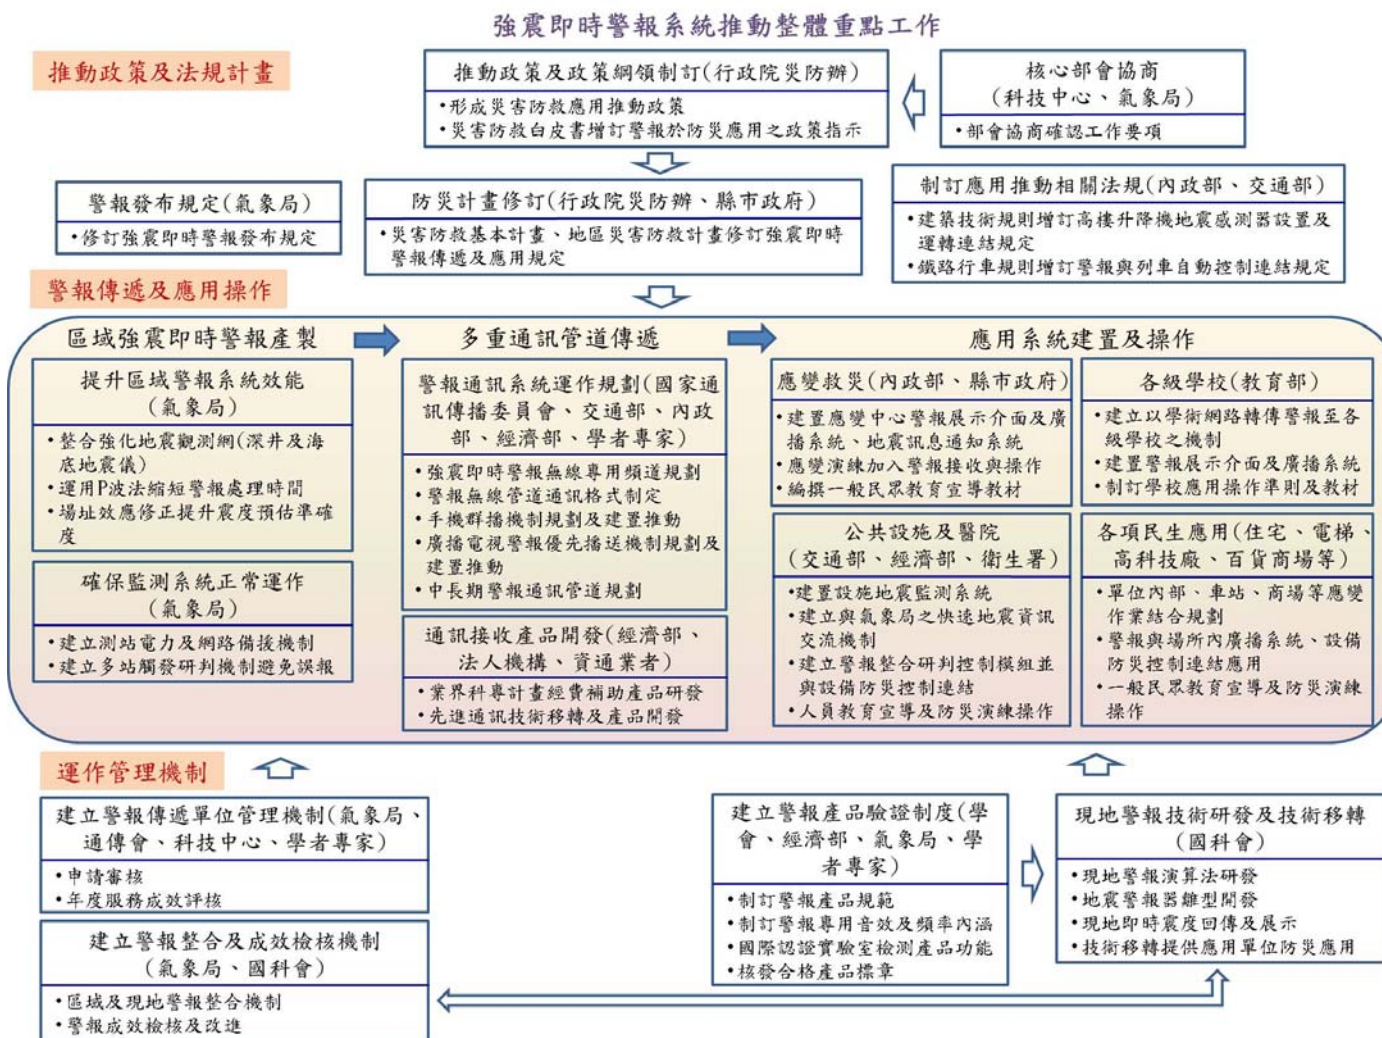 強震即時警報系統推動整體重點工作
推動政策及法規計畫
推動政策及政策綱領制訂(行政院災防辦)
•形成災害防救應用推動政策
•災害防救白皮書增訂警報於防災應用之政策指示
核心部會協商
(科技中心、氣象局)
•部會協商確認工作要項
警報發布規定(氣象局)
•修訂強震即時警報發布規定
防災計畫修訂(行政院災防辦、縣市政府)
•災害防救基本計畫、地區災害防救計畫修訂強震即時
警報傳遞及應用規定
制訂應用推動相關法規(內政部、交通部)
•建築技術規則增訂高樓升降機地震感測器設置及
運轉連結規定
•鐵路行車規則增訂警報與列車自動控制連結規定
警報傳遞及應用操作
區域強震即時警報產製
提升區域警報系統效能
(氣象局)
•整合強化地震觀測網(深井及海
底地震儀)
•運用P波法縮短警報處理時間
•場址效應修正提升震度預估準確
度
確保監測系統正常運作
(氣象局)
•建立測站電力及網路備援機制
•建立多站觸發研判機制避免誤報
多重通訊管道傳遞
警報通訊系統運作規劃(國家通
訊傳播委員會、交通部、內政
部、經濟部、學者專家)
•強震即時警報無線專用頻道規劃
•警報無線管道通訊格式制定
•手機群播機制規劃及建置推動
•廣播電視警報優先播送機制規劃及
建置推動
•中長期警報通訊管道規劃
通訊接收產品開發(經濟部、
法人機構、資通業者)
•業界科專計畫經費補助產品研發
•先進通訊技術移轉及產品開發
應用系統建置及操作
應變救災(內政部、縣市政府)
•建置應變中心警報展示介面及廣
播系統、地震訊息通知系統
•應變演練加入警報接收與操作
•編撰一般民眾教育宣導教材
各級學校(教育部)
•建立以學術網路轉傳警報至各
級學校之機制
•建置警報展示介面及廣播系統
•制訂學校應用操作準則及教材
公共設施及醫院
(交通部、經濟部、衛生署)
•建置設施地震監測系統
•建立與氣象局之快速地震資訊
交流機制
•建立警報整合研判控制模組並
與設備防災控制連結
•人員教育宣導及防災演練操作
各項民生應用(住宅、電梯、
高科技廠、百貨商場等)
•單位內部、車站、商場等應變
作業結合規劃
•警報與場所內廣播系統、設備
防災控制連結應用
•一般民眾教育宣導及防災演練
操作
運作管理機制
建立警報傳遞單位管理機制(氣象局、
通傳會、科技中心、學者專家)
•申請審核
•年度服務成效評核
建立警報整合及成效檢核機制
(氣象局、國科會)
•區域及現地警報整合機制
•警報成效檢核及改進
建立警報產品驗證制度(學
會、經濟部、氣象局、學
者專家)
•制訂警報產品規範
•制訂警報專用音效及頻率內涵
•國際認證實驗室檢測產品功能
•核發合格產品標章
現地警報技術研發及技術移轉
(國科會)
•現地警報演算法研發
•地震警報器雛型開發
•現地即時震度回傳及展示
•技術移轉提供應用單位防災應用